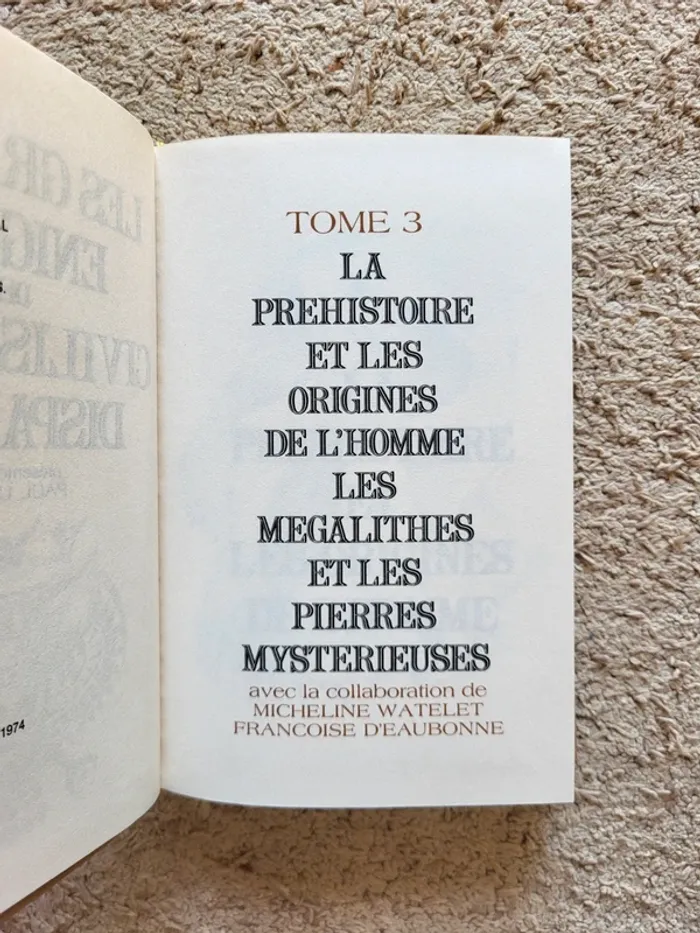 L
S.
1974
TOME 3
LA
PREHISTOIRE
ET LES
ORIGINES
DE L'HOMME
LES
MEGALITHES
ET LES
PIERRES
MYSTERIEUSES
avec la collaboration de
MICHELINE WATELET
FRANCOISE D'EAUBONNE